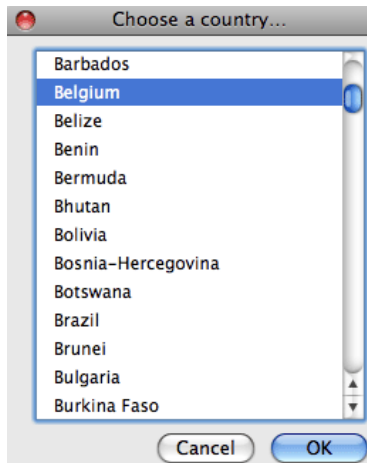 Choose a country...
Barbados
Belgium
Belize
Benin
Bermuda
Bhutan
Bolivia
Bosnia-Hercegovina
Botswana
Brazil
Brunei
Bulgaria
Burkina Faso
Cancel OK